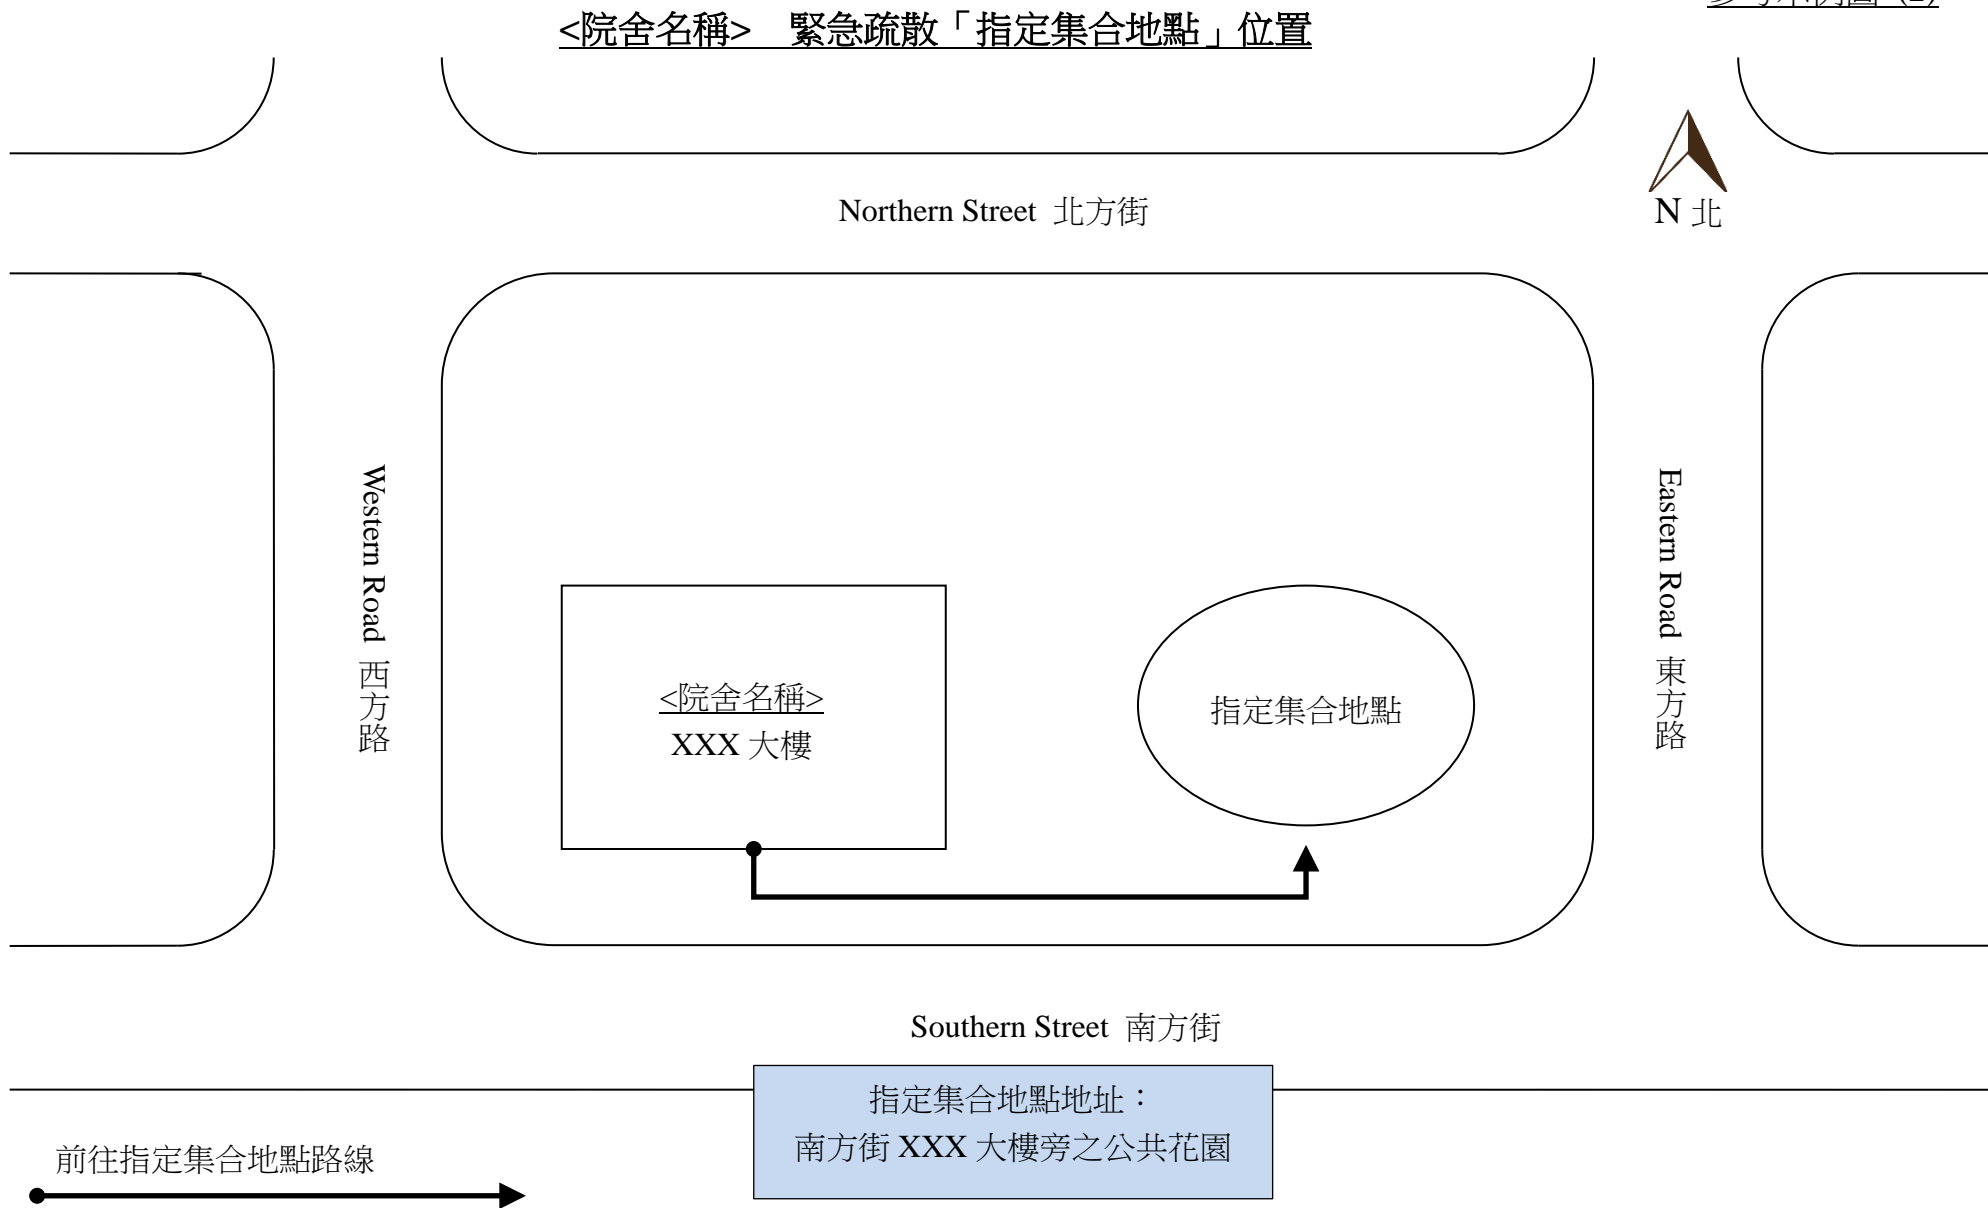 <院舍名稱>　緊急疏散「指定集合地點」位置
Northern Street 北方街
N 北
Western Road 西方路
Eastern Road 東方路
<院舍名稱>
XXX 大樓
指定集合地點
Southern Street 南方街
指定集合地點地址：
南方街 XXX 大樓旁之公共花園
前往指定集合地點路線